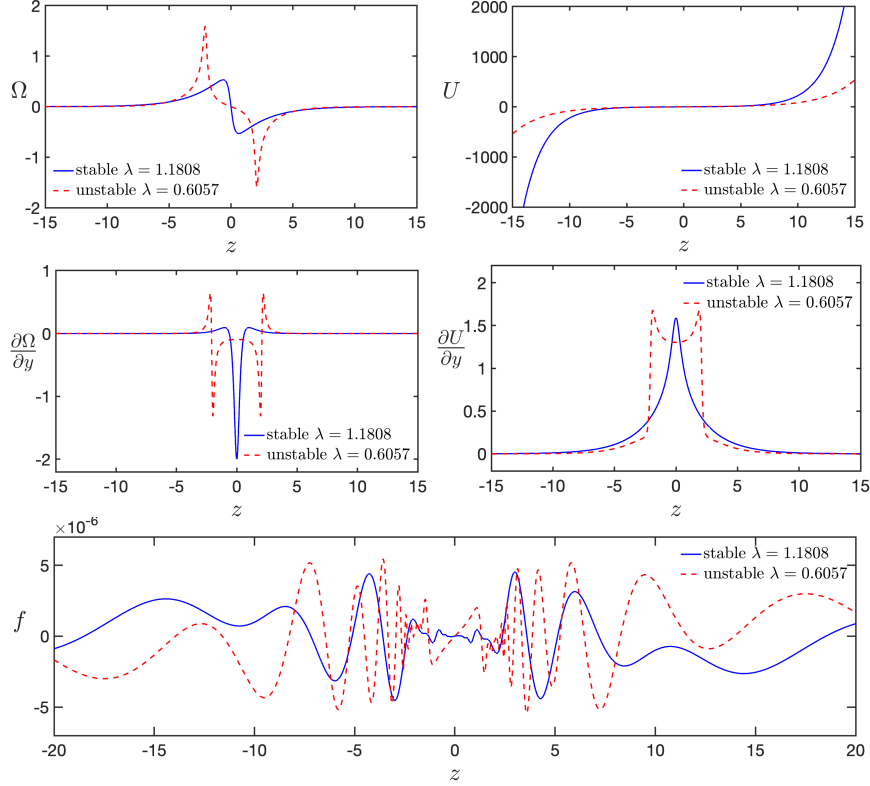 2
1
0
-1
-2
Ω
-15 -10 -5 0 5 10 15
z
stable λ = 1.1808
unstable λ = 0.6057
2000
1000
0
-1000
-2000
U
-15 -10 -5 0 5 10 15
z
stable λ = 1.1808
unstable λ = 0.6057
1
0
-1
-2
∂Ω
∂y
-15 -10 -5 0 5 10 15
z
stable λ = 1.1808
unstable λ = 0.6057
2
1.5
1
0.5
0
∂U
∂y
-15 -10 -5 0 5 10 15
z
stable λ = 1.1808
unstable λ = 0.6057
×10-6
5
0
-5
f
-20 -15 -10 -5 0 5 10 15 20
z
stable λ = 1.1808
unstable λ = 0.6057